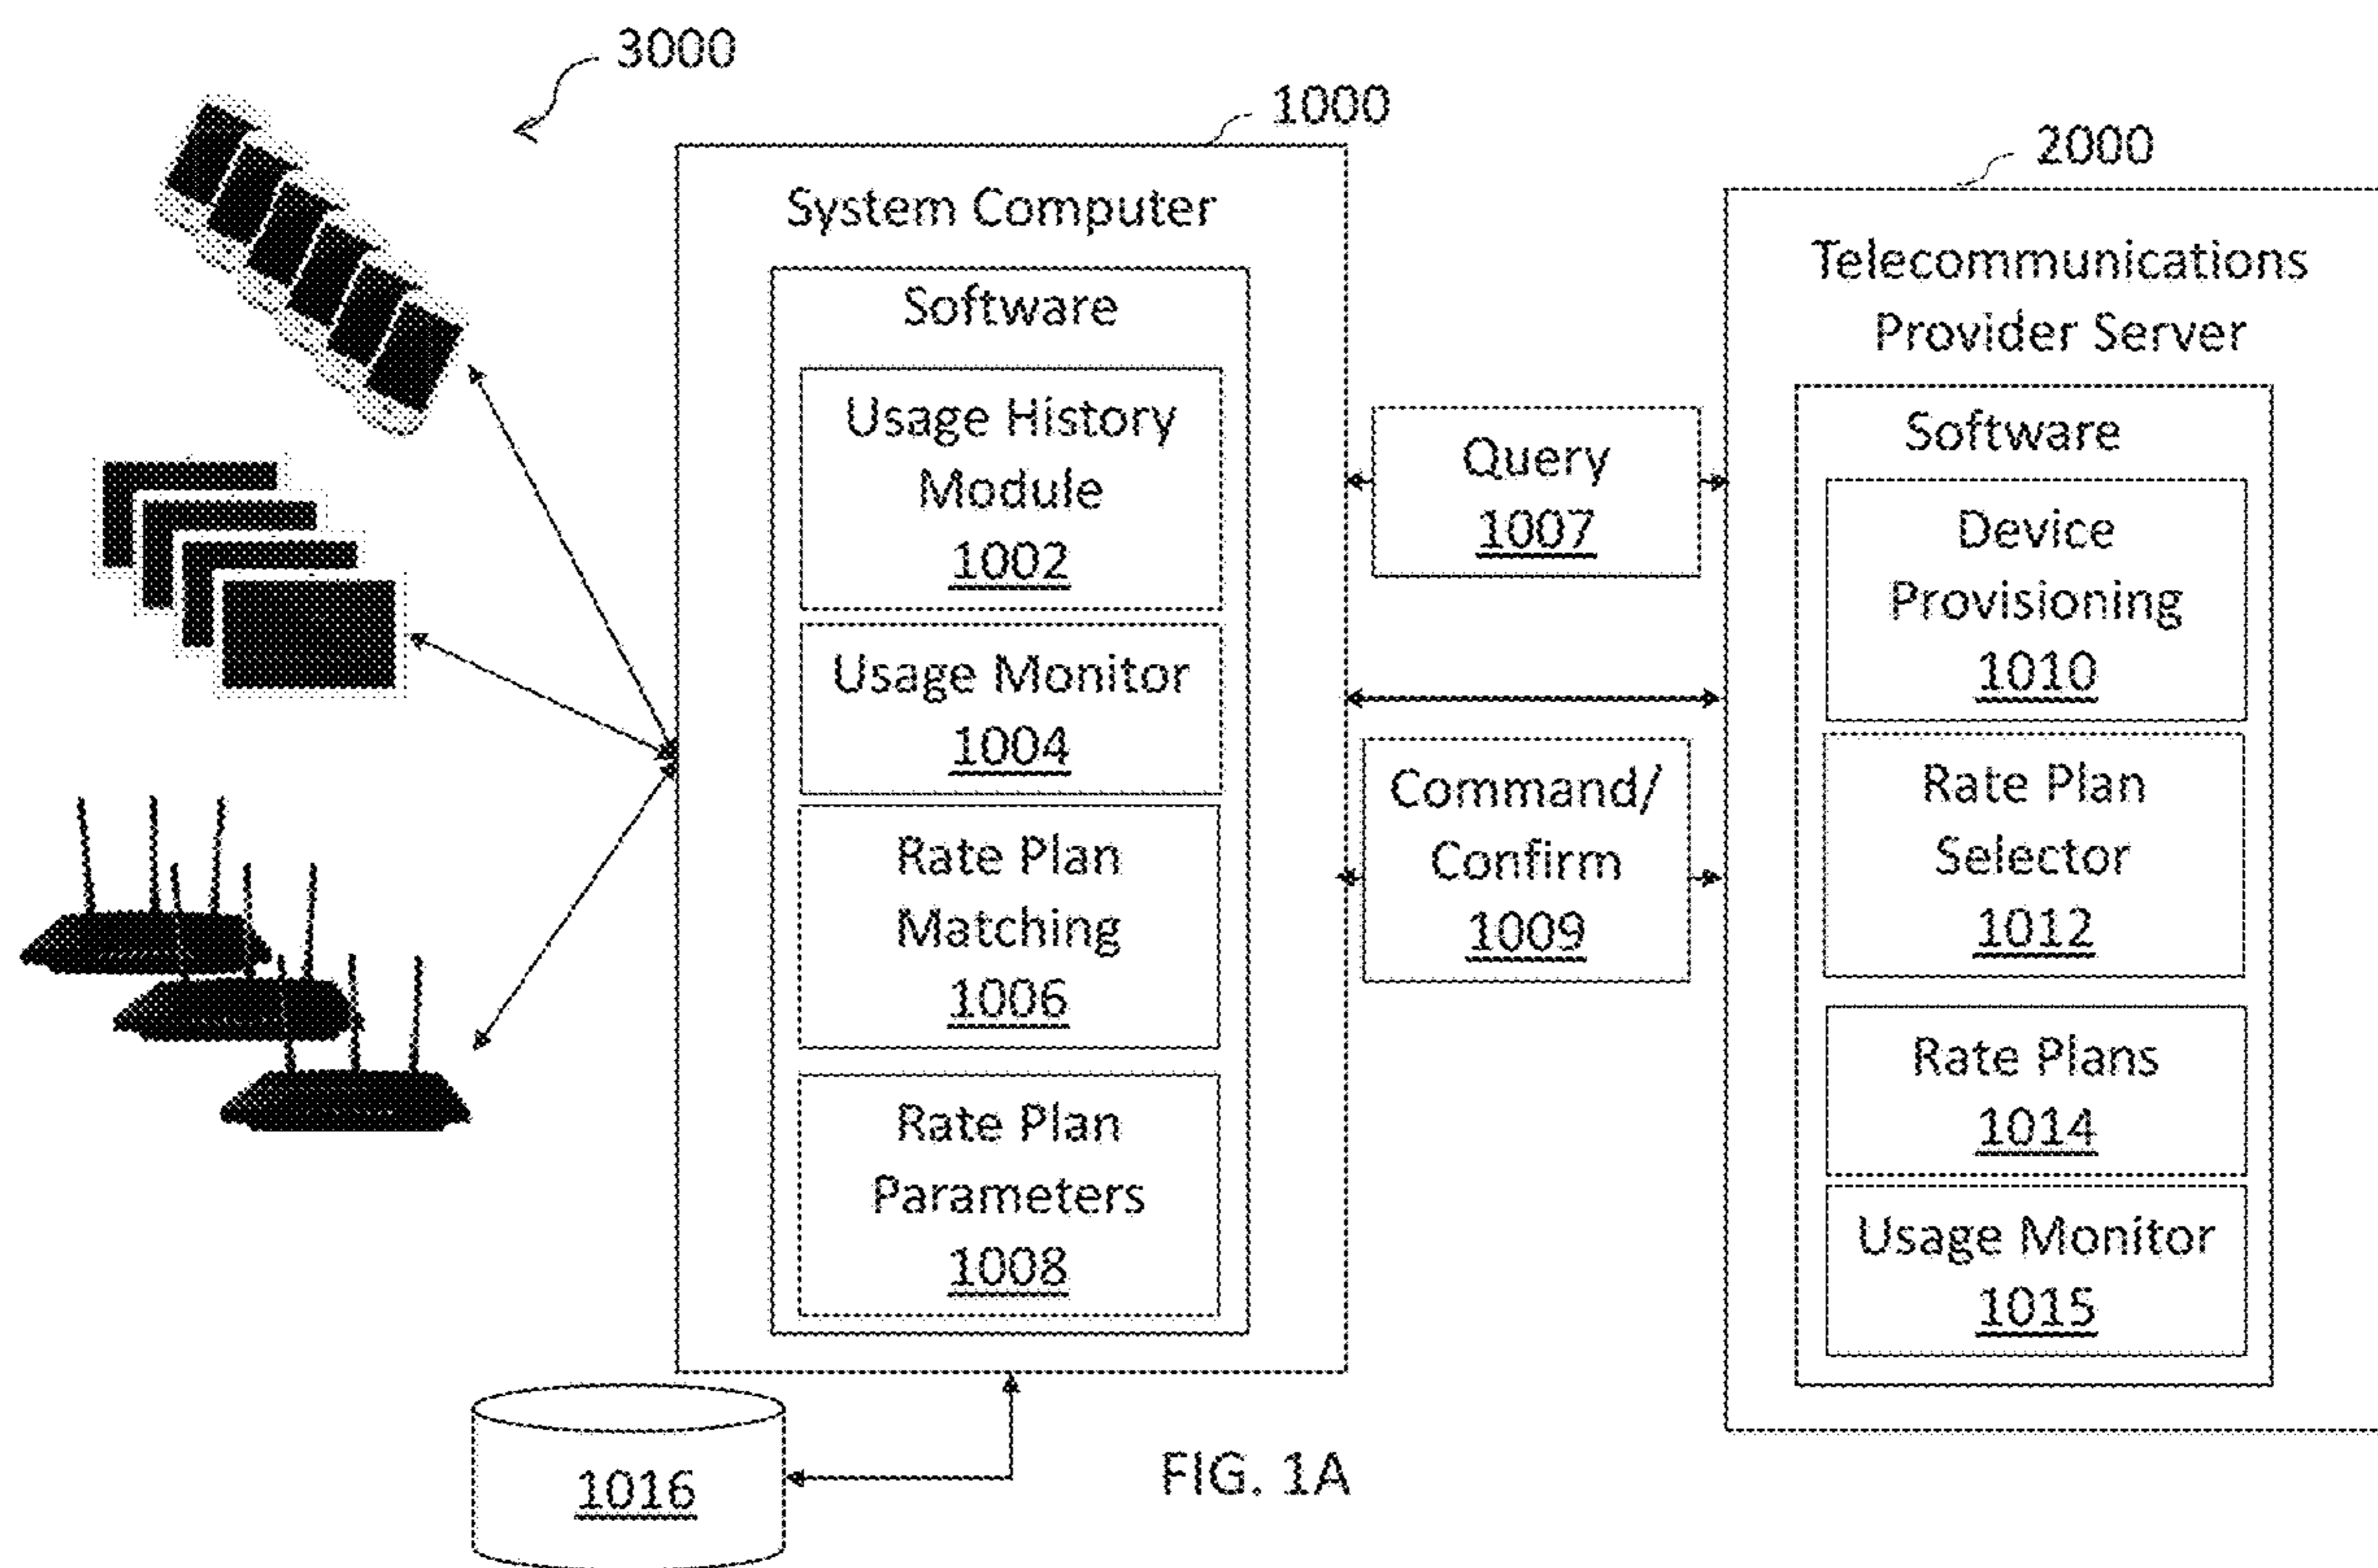 3000
1000
2000
System Computer
Software
Usage History
Module
1002
Usage Monitor
1004
Rate Plan
Matching
1006
Rate Plan
Parameters
1008
Query
1007
Command/
Confirm
1009
Telecommunications
Provider Server
Software
Device
Provisioning
1010
Rate Plan
Selector
1012
Rate Plans
1014
Usage Monitor
1015
1016
FIG. 1A